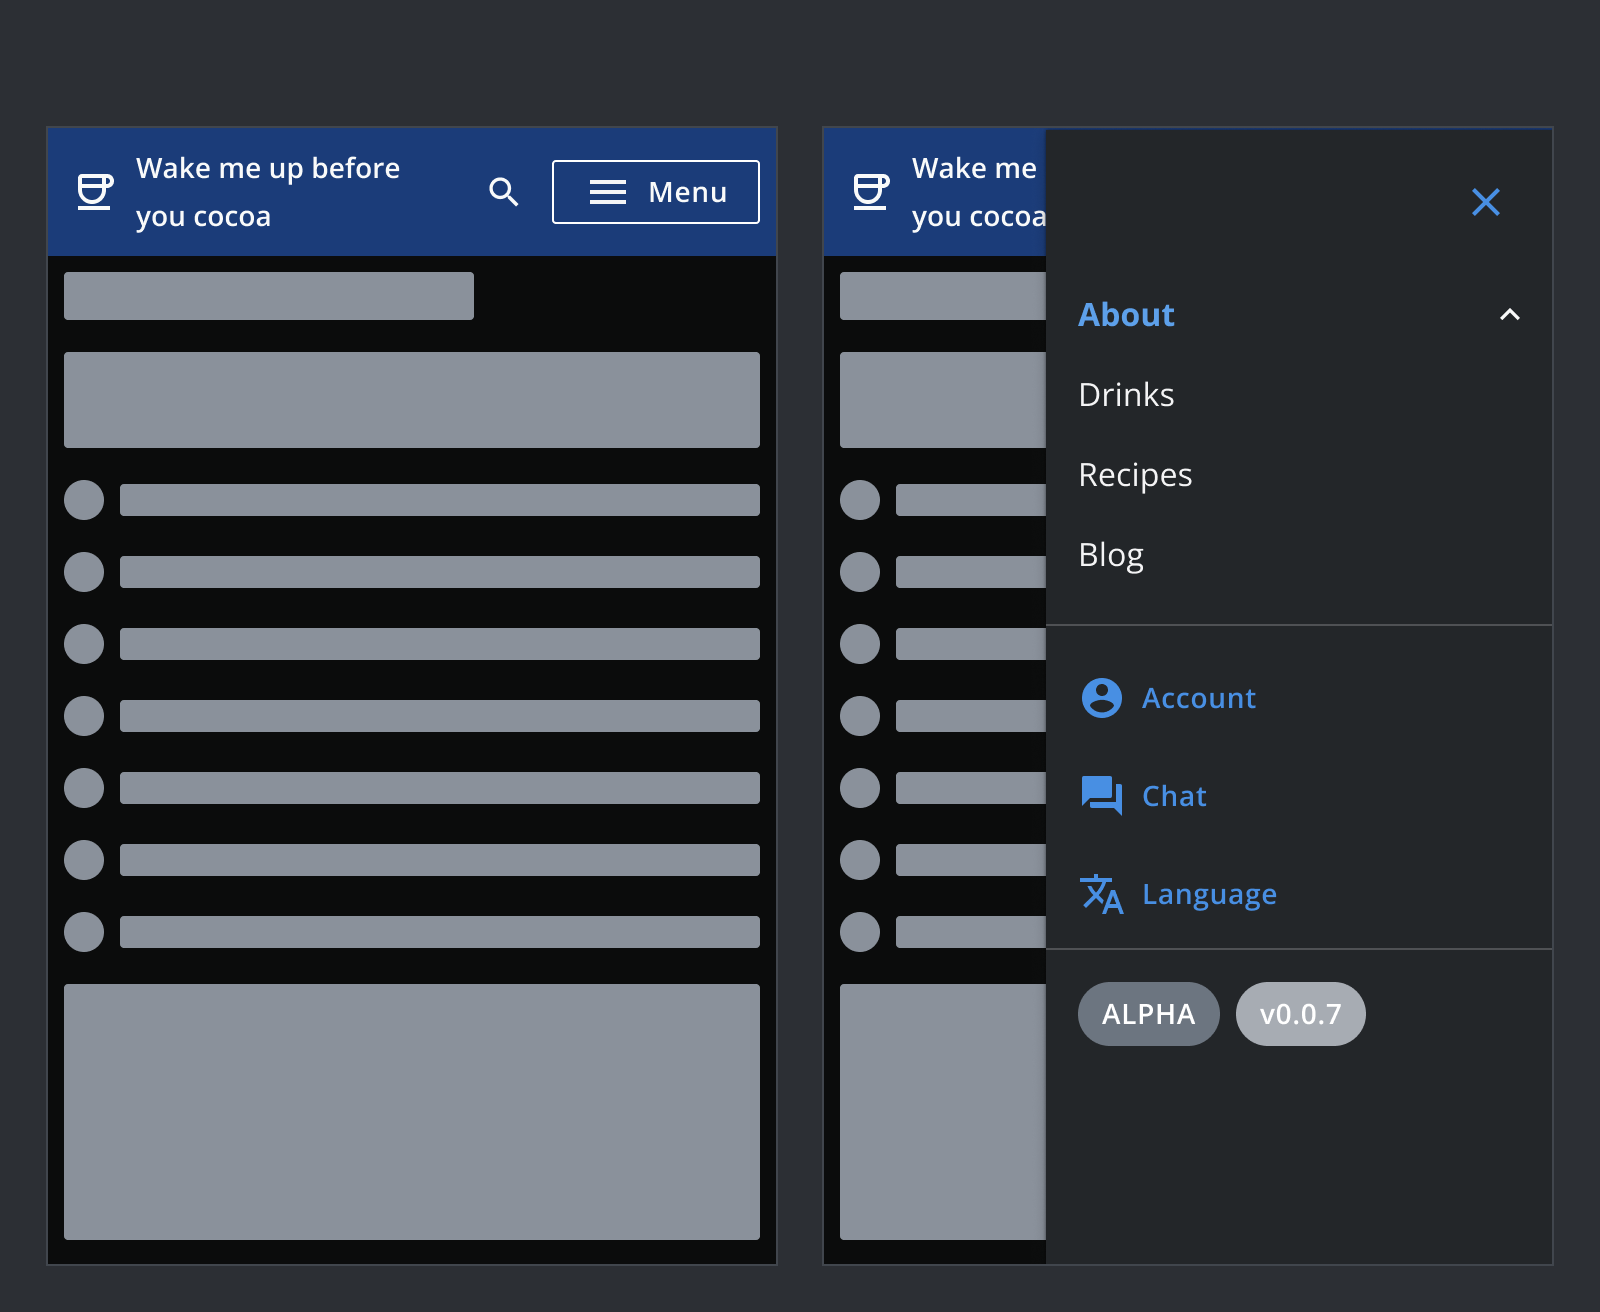 Wake me up before
you cocoa
Menu
Wake me
you cocoa
About
Drinks
Recipes
Blog
Account
Chat
Language
ALPHA
v0.0.7